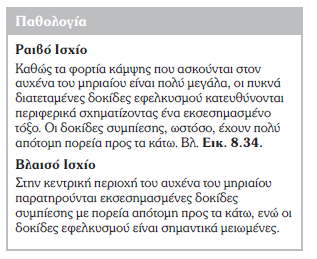 Παθολογία
Ραιβό Ισχίο
Καθώς τα φορτία κάμψης που ασκούνται στον
αυχένα του μηριαίου είναι πολύ μεγάλα, οι πυκνά
διατεταμένες δοκίδες εφελκυσμού κατευθύνονται
περιφερικά σχηματίζοντας ένα εκσεσημασμένο
τόξο. Οι δοκίδες συμπίεσης, ωστόσο, έχουν πολύ
απότομη πορεία προς τα κάτω. Βλ. Εικ. 8.34.
Βλαισό Ισχίο
Στην κεντρική περιοχή του αυχένα του μηριαίου
παρατηρούνται εκσεσημασμένες δοκίδες
συμπίεσης με πορεία απότομη προς τα κάτω, ενώ οι
δοκίδες εφελκυσμού είναι σημαντικά μειωμένες.